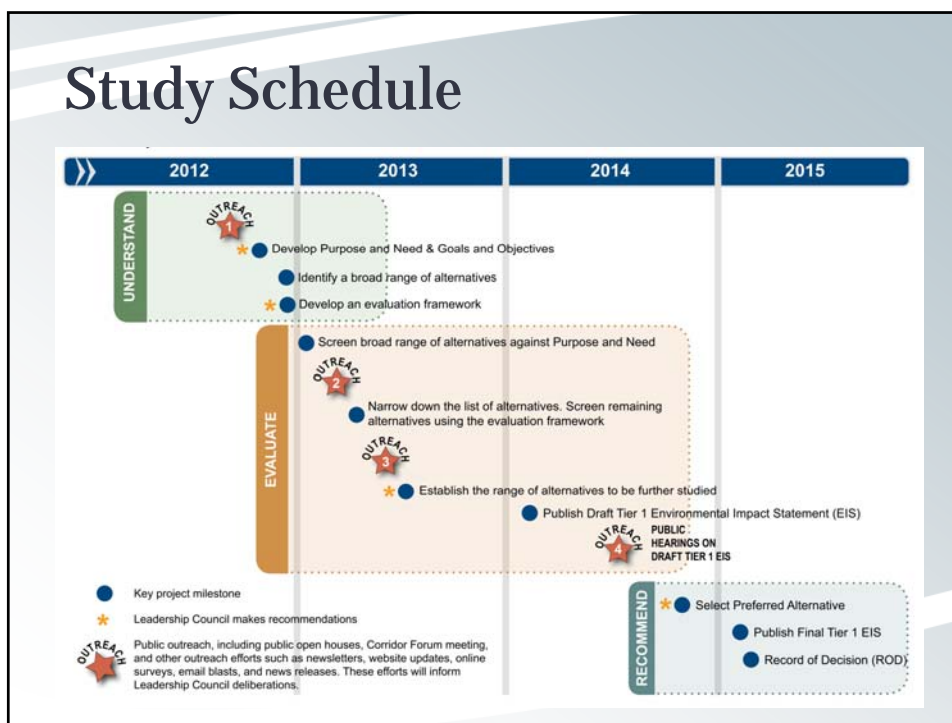 Study Schedule
2012 2013 2014 2015
UNDERSTAND
OUTREACH
1
Develop Purpose and Need & Goals and Objectives
Identify a broad range of alternatives
* Develop an evaluation framework
EVALUATE
Screen broad range of alternatives against Purpose and Need
OUTREACH
2
Narrow down the list of alternatives. Screen remaining
alternatives using the evaluation framework
OUTREACH
3
* Establish the range of alternatives to be further studied
Publish Draft Tier 1 Environmental Impact Statement (EIS)
OUTREACH
4
PUBLIC
HEARINGS ON
DRAFT TIER 1 EIS
RECOMMEND
* Select Preferred Alternative
Publish Final Tier 1 EIS
Record of Decision (ROD)
Key project milestone
* Leadership Council makes recommendations
OUTREACH
Public outreach, including public open houses, Corridor Forum meeting,
and other outreach efforts such as newsletters, website updates, online
surveys, email blasts, and news releases. These efforts will inform
Leadership Council deliberations.